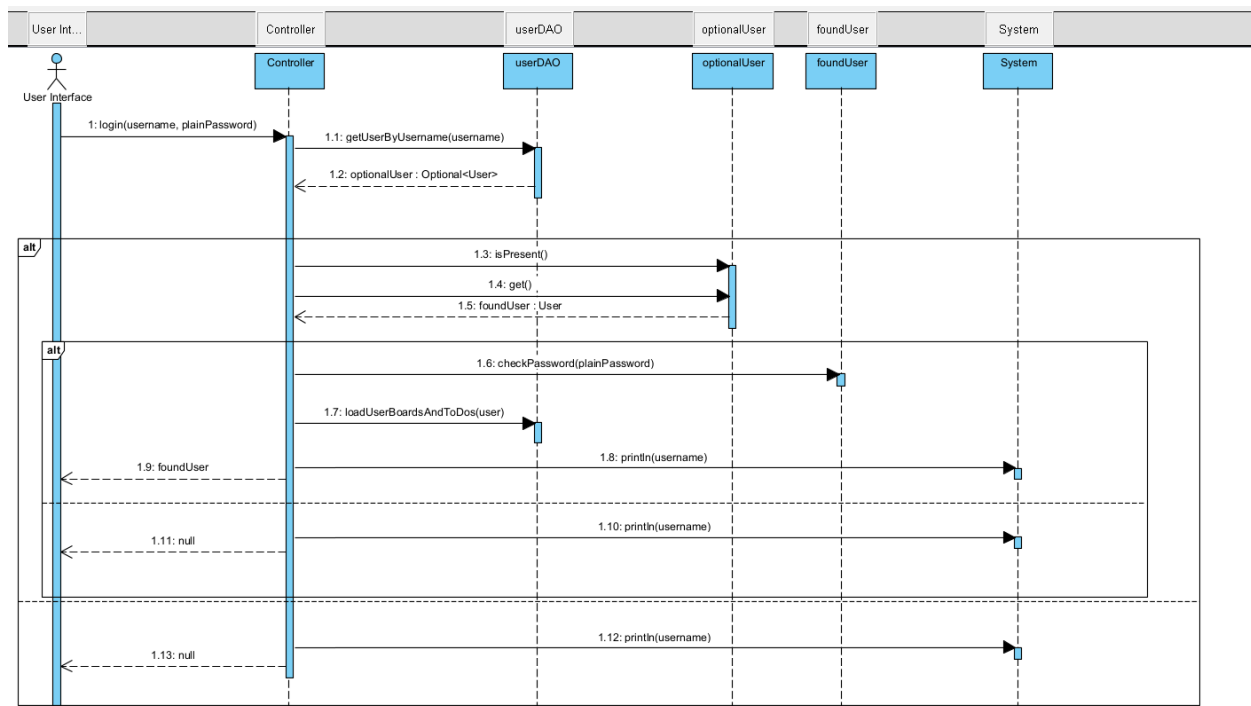 User Int...
Controller
userDAO
optionalUser
foundUser
System
Controller
userDAO
optionalUser
foundUser
System
User Interface
1: login(username, plainPassword)
1.1: getUserByUsername(username)
1.2: optionalUser : Optional<User>
alt
1.3: isPresent()
1.4: get()
1.5: foundUser : User
alt
1.6: checkPassword(plainPassword)
1.7: loadUserBoardsAndToDos(user)
1.8: println(username)
1.9: foundUser
1.10: println(username)
1.11: null
1.12: println(username)
1.13: null